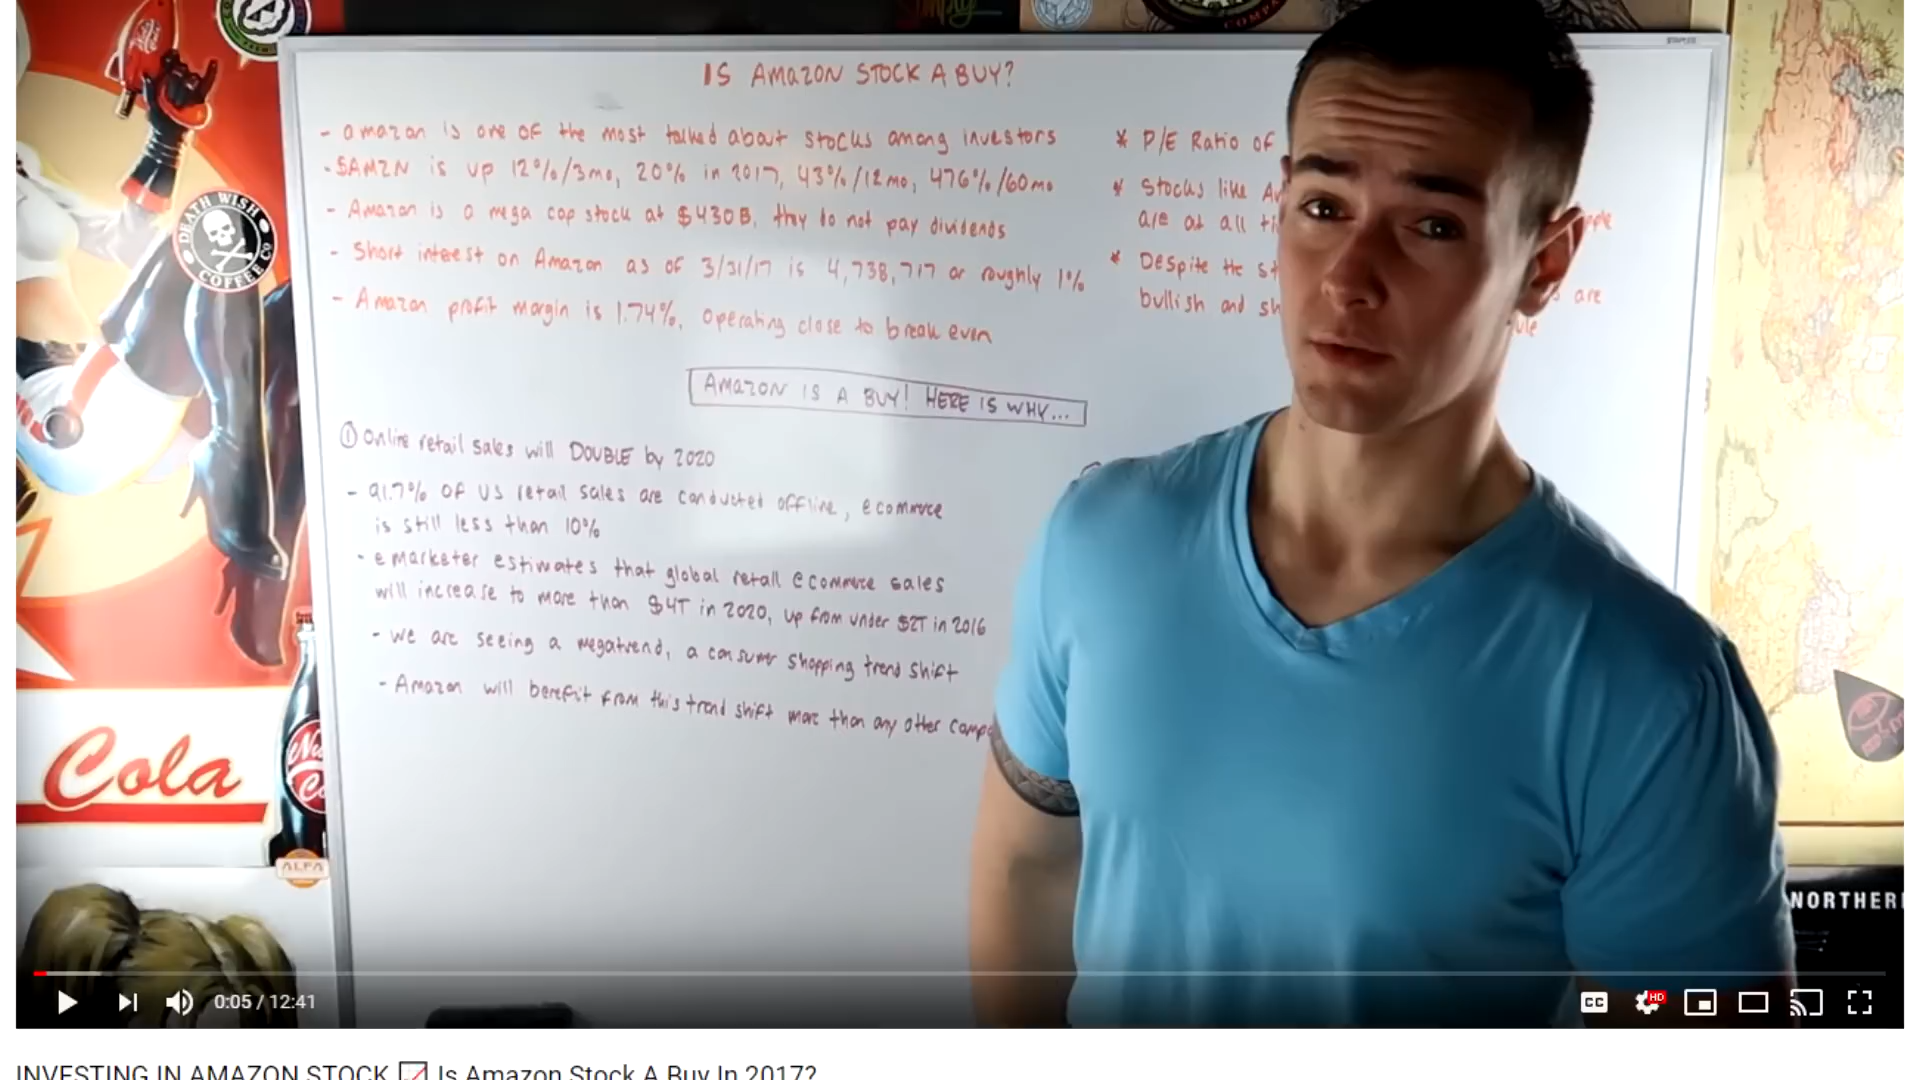 IS AMAZON STOCK A BUY?
- amazon is one of the most talked about stocks among investors
- $AMZN is up 12%/3mo, 20% in 2017, 43%/12mo, 476%/60mo
- Amazon is a mega cap stock at $430B, they do not pay dividends
- Short interest on Amazon as of 3/31/17 is 4,738,717 or roughly 1%
- Amazon profit margin is 1.74%, operating close to break even
* P/E Ratio of
* Stocks like
are at all
* Despite the
bullish and
are
AMAZON IS A BUY! HERE IS WHY...
① Online retail sales will DOUBLE by 2020
- 91.7% OF US retail sales are conducted offline, ecommerce
is still less than 10%
- emarketer estimates that global retail ecommerce sales
will increase to more than $4T in 2020, up from under $2T in 2016
- we are seeing a megatrend, a consumer shopping trend shift
- Amazon will benefit from this trend shift more than any other
DEATH WISH
COFFEE CO
Cola
ALFA
STAPLES
NORTHER
0:05 / 12:41
CC
HD
INVESTING IN AMAZON STOCK 📈 Is Amazon Stock A Buy In 2017?